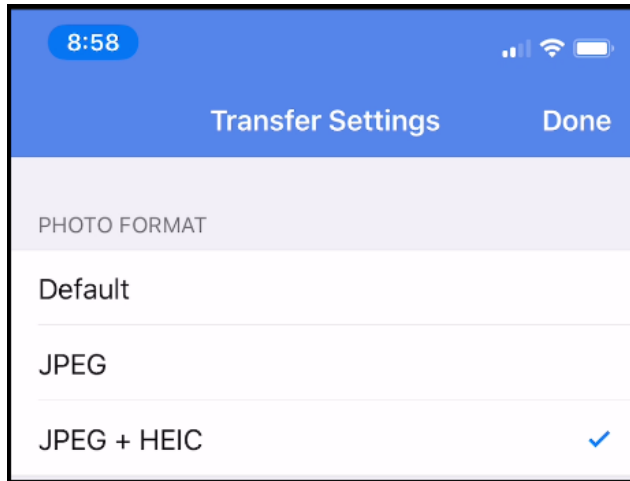 8:58
Transfer Settings Done
PHOTO FORMAT
Default
JPEG
JPEG + HEIC